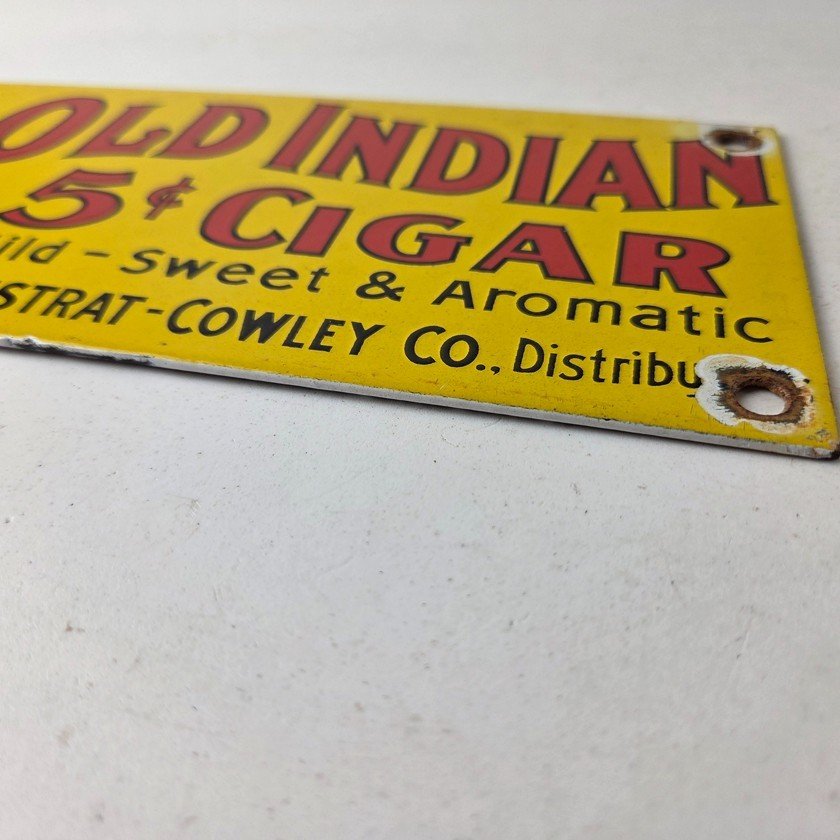 OLD INDIAN
5¢ CIGAR
ild - sweet & Aromatic
STRAT-COWLEY CO., Distribu